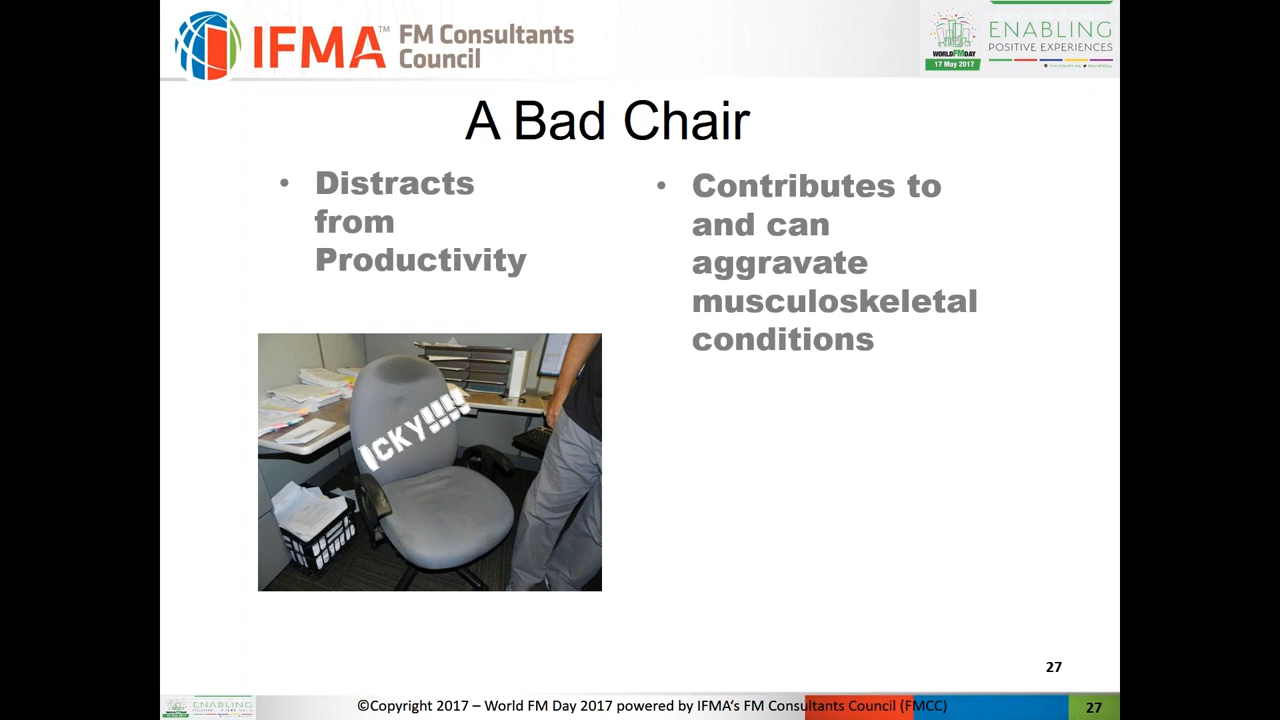 IFMA™ FM Consultants
Council
WORLD FM DAY
17 May 2017
ENABLING
POSITIVE EXPERIENCES
A Bad Chair
• Distracts
from
Productivity
• Contributes to
and can
aggravate
musculoskeletal
conditions
ICKY!!!!
27
ENABLING
©Copyright 2017 – World FM Day 2017 powered by IFMA‘s FM Consultants Council (FMCC)
27